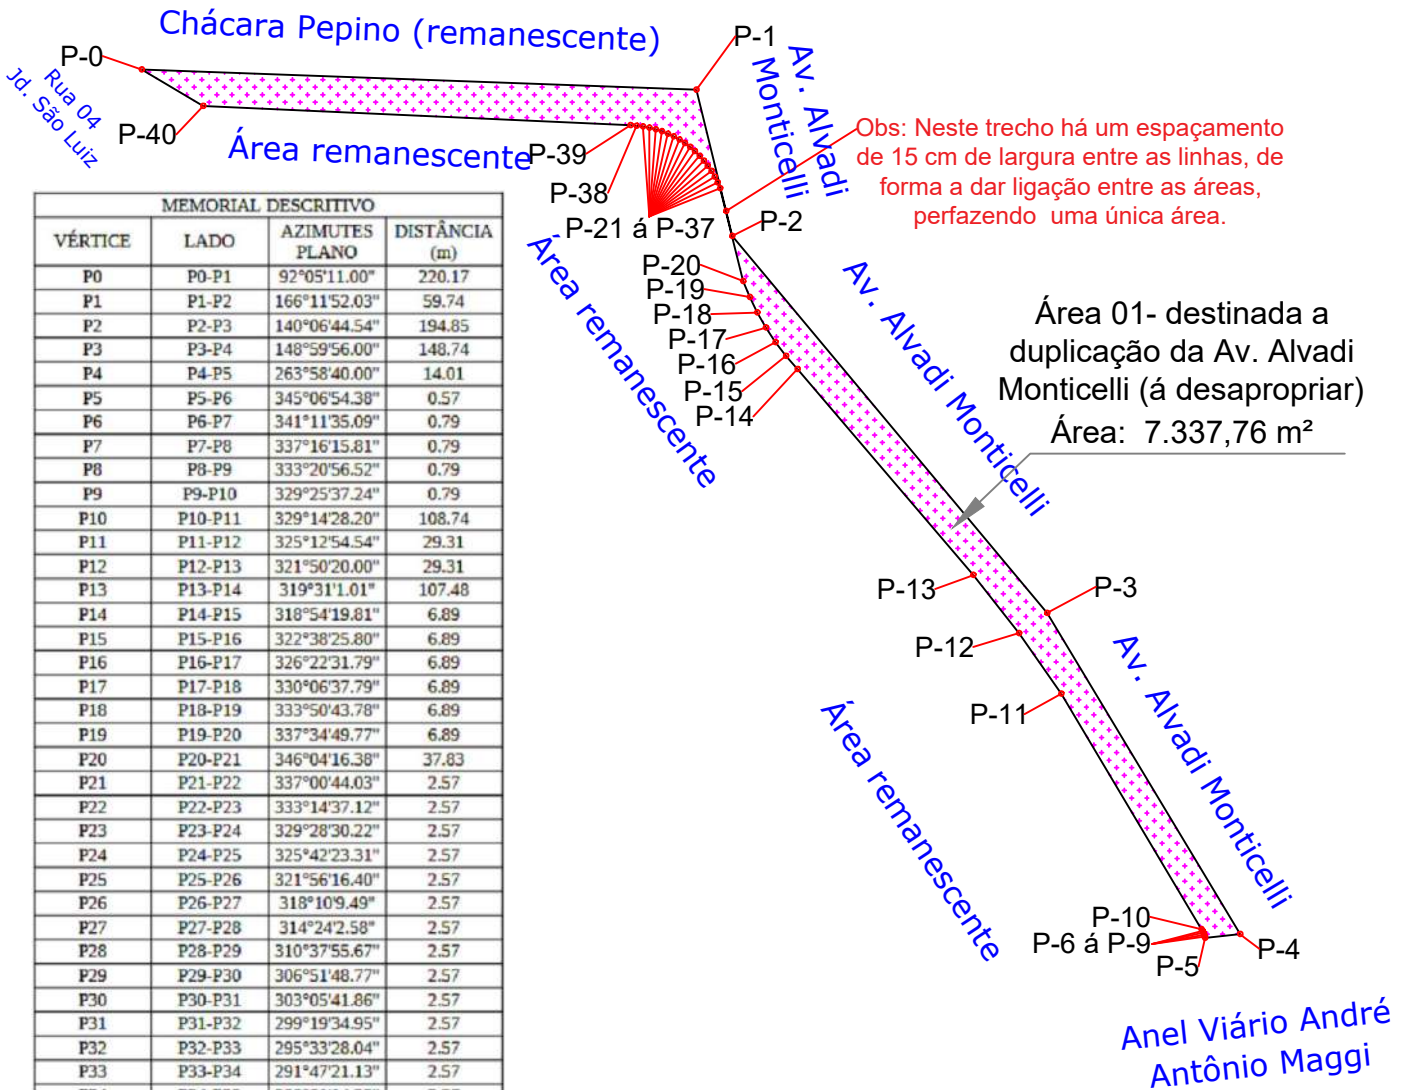 Chácara Pepino (remanescente)
P-0
P-1
Rua 04
Jd. São Luiz
P-40
Área remanescente
P-39
P-38
P-21 á P-37
Av. Alvadi
Monticelli
Obs: Neste trecho há um espaçamento
de 15 cm de largura entre as linhas, de
forma a dar ligação entre as áreas,
perfazendo uma única área.
P-2
P-20
P-19
P-18
P-17
P-16
P-15
P-14
Área remanescente
Av. Alvadi Monticelli
Área 01- destinada a
duplicação da Av. Alvadi
Monticelli (á desapropriar)
Área: 7.337,76 m²
P-13
P-3
P-12
P-11
Área remanescente
Av. Alvadi Monticelli
P-10
P-6 á P-9
P-5
P-4
Anel Viário André
Antônio Maggi
MEMORIAL DESCRITIVO
VÉRTICE LADO AZIMUTES PLANO DISTÂNCIA (m)
P0 P0-P1 92°05'11.00" 220.17
P1 P1-P2 166°11'52.03" 59.74
P2 P2-P3 140°06'44.54" 194.85
P3 P3-P4 148°59'56.00" 148.74
P4 P4-P5 263°58'40.00" 14.01
P5 P5-P6 345°06'54.38" 0.57
P6 P6-P7 341°11'35.09" 0.79
P7 P7-P8 337°16'15.81" 0.79
P8 P8-P9 333°20'56.52" 0.79
P9 P9-P10 329°25'37.24" 0.79
P10 P10-P11 329°14'28.20" 108.74
P11 P11-P12 325°12'54.54" 29.31
P12 P12-P13 321°50'20.00" 29.31
P13 P13-P14 319°31'1.01" 107.48
P14 P14-P15 318°54'19.81" 6.89
P15 P15-P16 322°38'25.80" 6.89
P16 P16-P17 326°22'31.79" 6.89
P17 P17-P18 330°06'37.79" 6.89
P18 P18-P19 333°50'43.78" 6.89
P19 P19-P20 337°34'49.77" 6.89
P20 P20-P21 346°04'16.38" 37.83
P21 P21-P22 337°00'44.03" 2.57
P22 P22-P23 333°14'37.12" 2.57
P23 P23-P24 329°28'30.22" 2.57
P24 P24-P25 325°42'23.31" 2.57
P25 P25-P26 321°56'16.40" 2.57
P26 P26-P27 318°10'9.49" 2.57
P27 P27-P28 314°24'2.58" 2.57
P28 P28-P29 310°37'55.67" 2.57
P29 P29-P30 306°51'48.77" 2.57
P30 P30-P31 303°05'41.86" 2.57
P31 P31-P32 299°19'34.95" 2.57
P32 P32-P33 295°33'28.04" 2.57
P33 P33-P34 291°47'21.13" 2.57